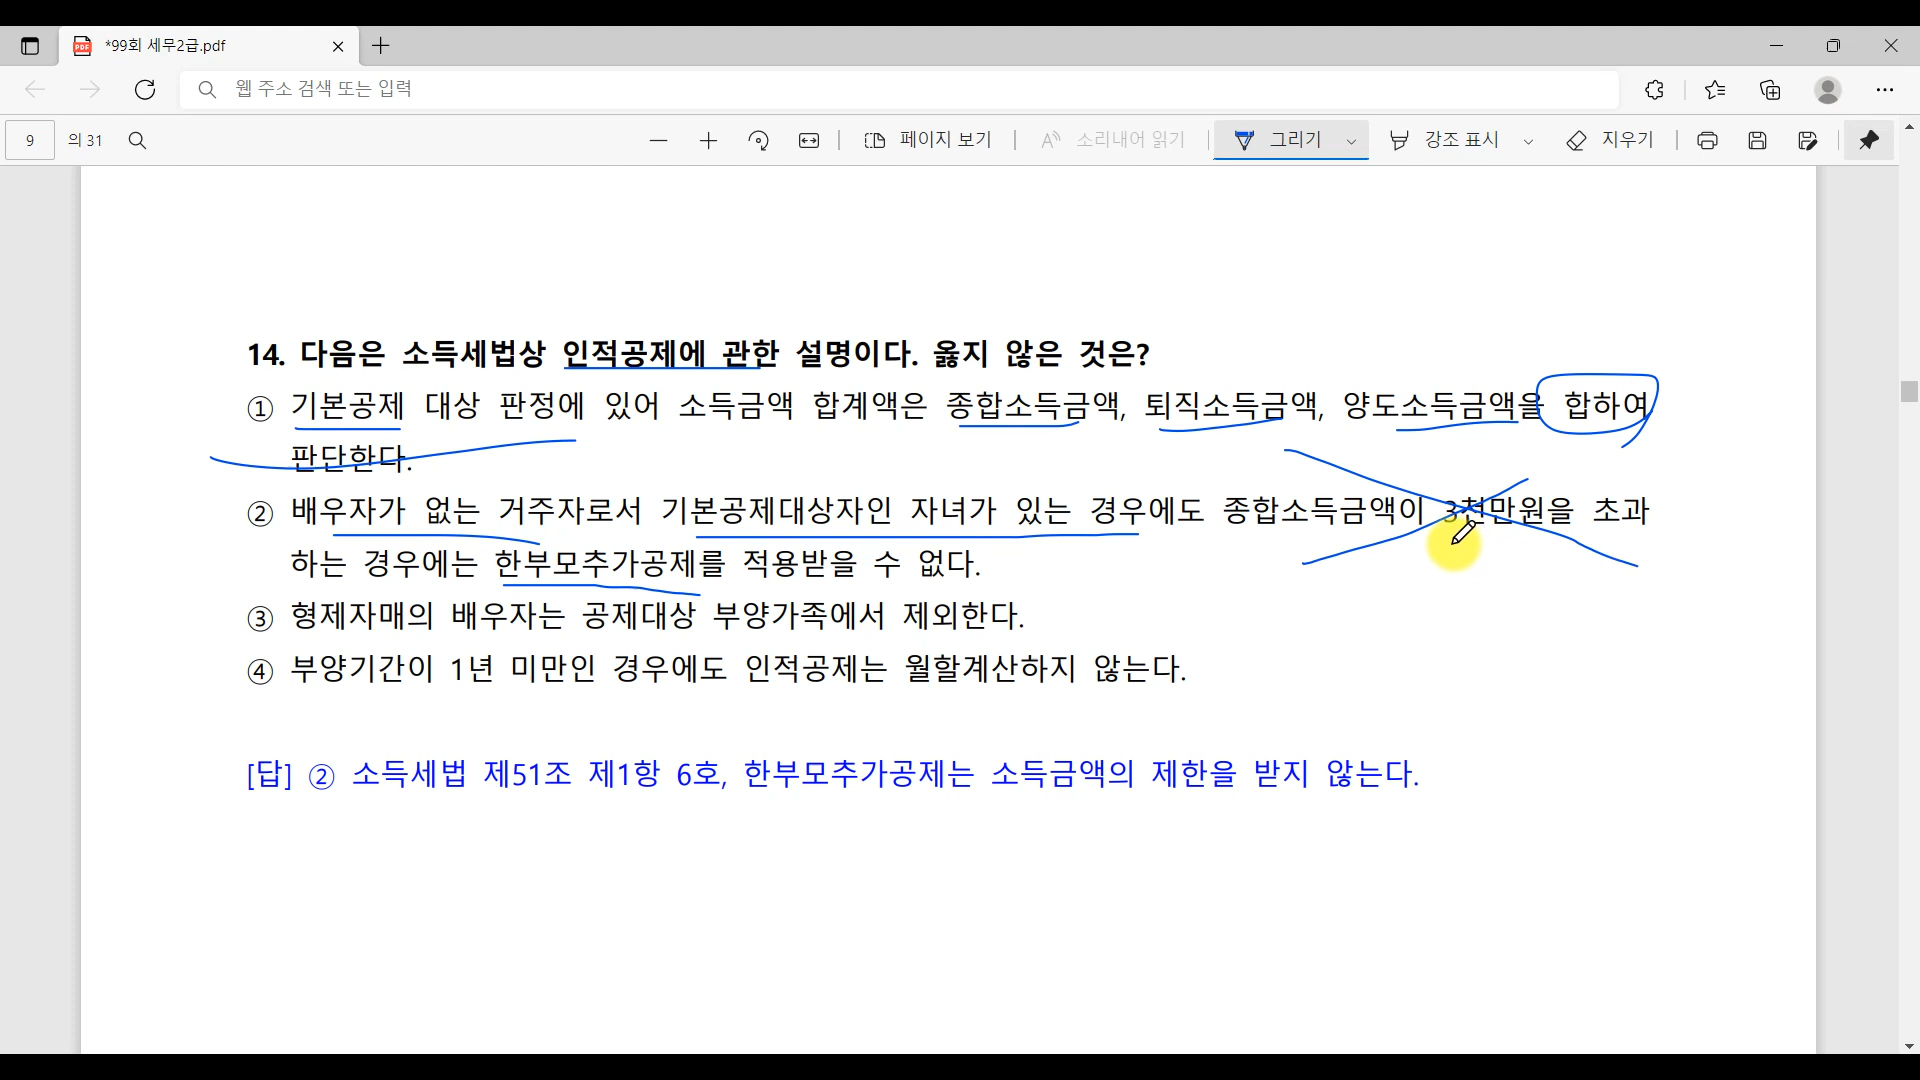 *99회 세무2급.pdf
웹 주소 검색 또는 입력
9 의 31 페이지 보기 소리내어 읽기 그리기 강조 표시 지우기
14. 다음은 소득세법상 인적공제에 관한 설명이다. 옳지 않은 것은?
① 기본공제 대상 판정에 있어 소득금액 합계액은 종합소득금액, 퇴직소득금액, 양도소득금액을 합하여
판단한다.
② 배우자가 없는 거주자로서 기본공제대상자인 자녀가 있는 경우에도 종합소득금액이 3천만원을 초과
하는 경우에는 한부모추가공제를 적용받을 수 없다.
③ 형제자매의 배우자는 공제대상 부양가족에서 제외한다.
④ 부양기간이 1년 미만인 경우에도 인적공제는 월할계산하지 않는다.
[답] ② 소득세법 제51조 제1항 6호, 한부모추가공제는 소득금액의 제한을 받지 않는다.